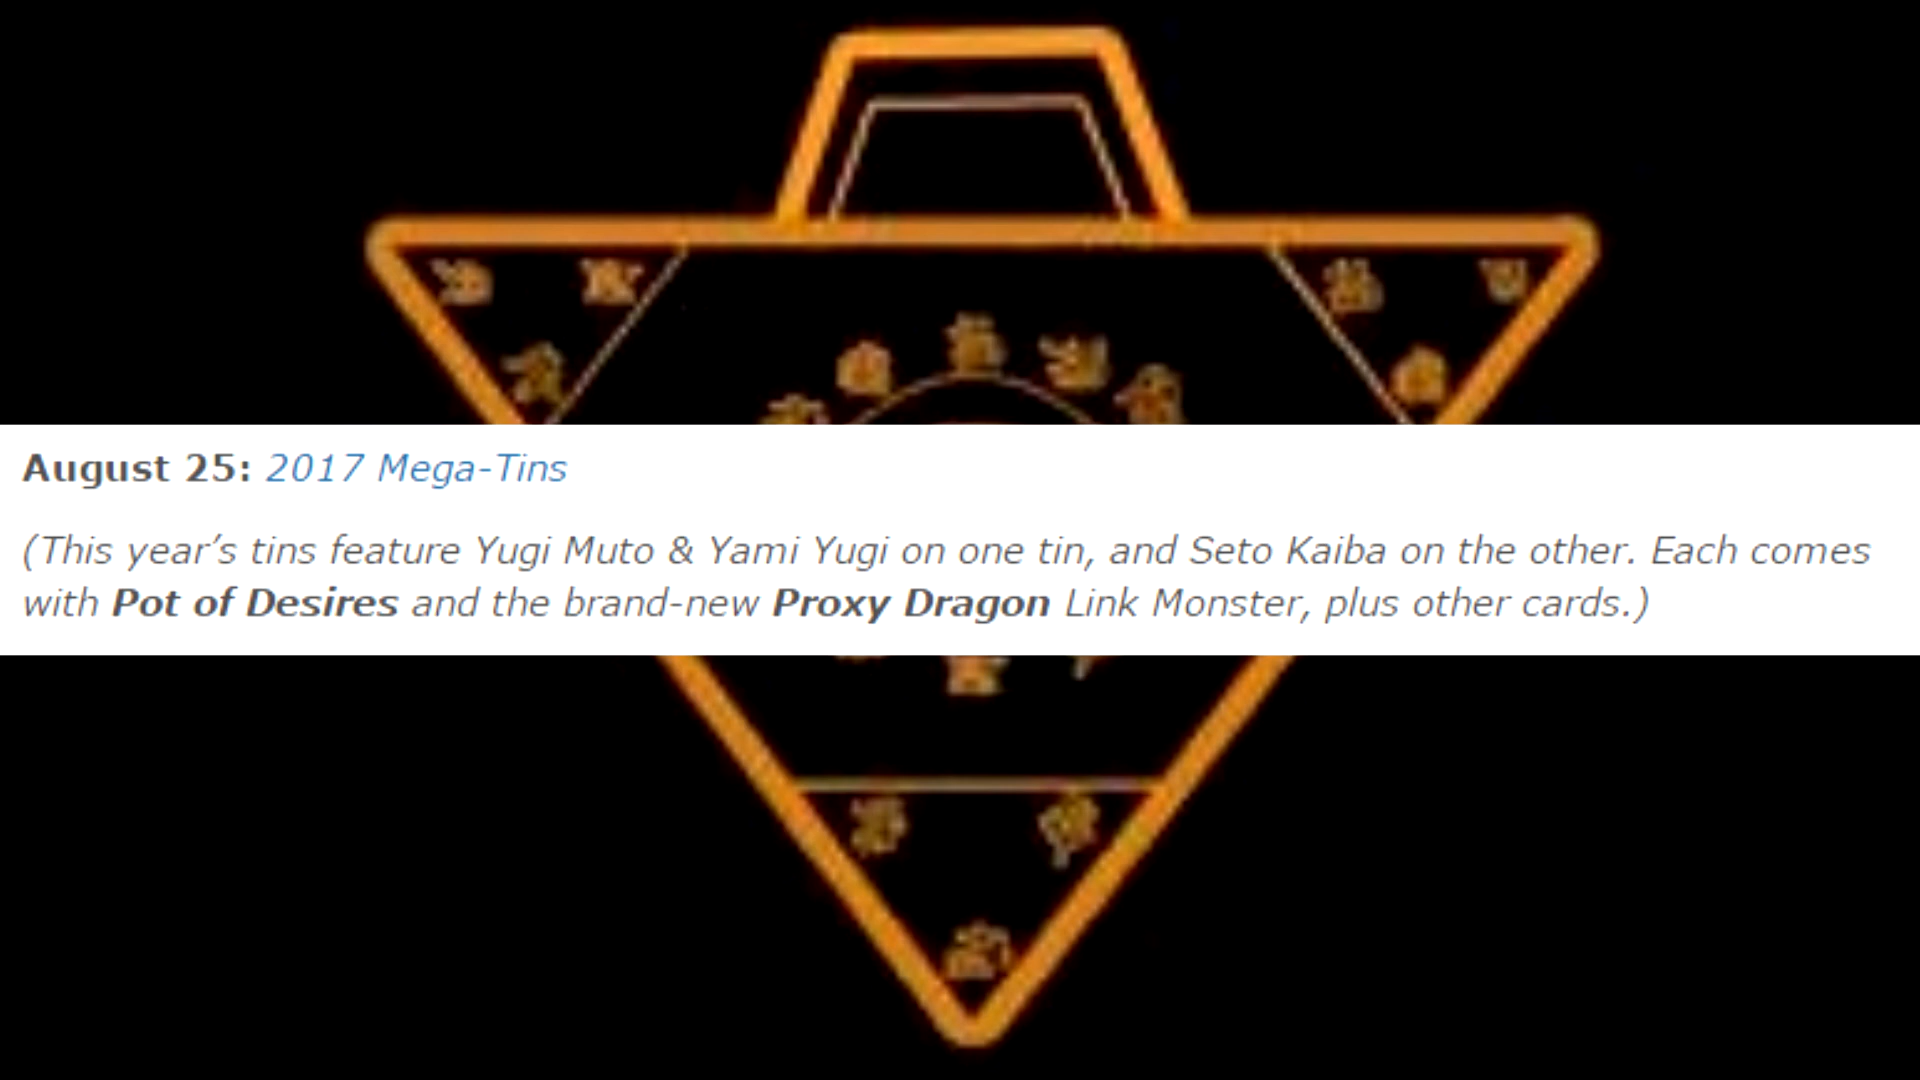 August 25: 2017 Mega-Tins
(This year’s tins feature Yugi Muto & Yami Yugi on one tin, and Seto Kaiba on the other. Each comes
with Pot of Desires and the brand-new Proxy Dragon Link Monster, plus other cards.)